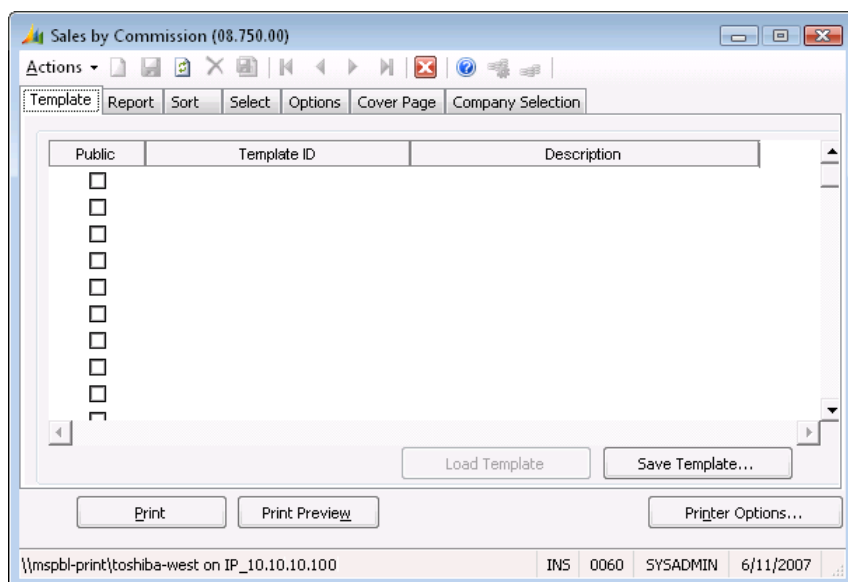 Sales by Commission (08.750.00)
Actions
Template Report Sort Select Options Cover Page Company Selection
Public Template ID Description
Load Template Save Template...
Print Print Preview Printer Options...
\\mspbl-print\toshiba-west on IP_10.10.10.100 INS 0060 SYSADMIN 6/11/2007